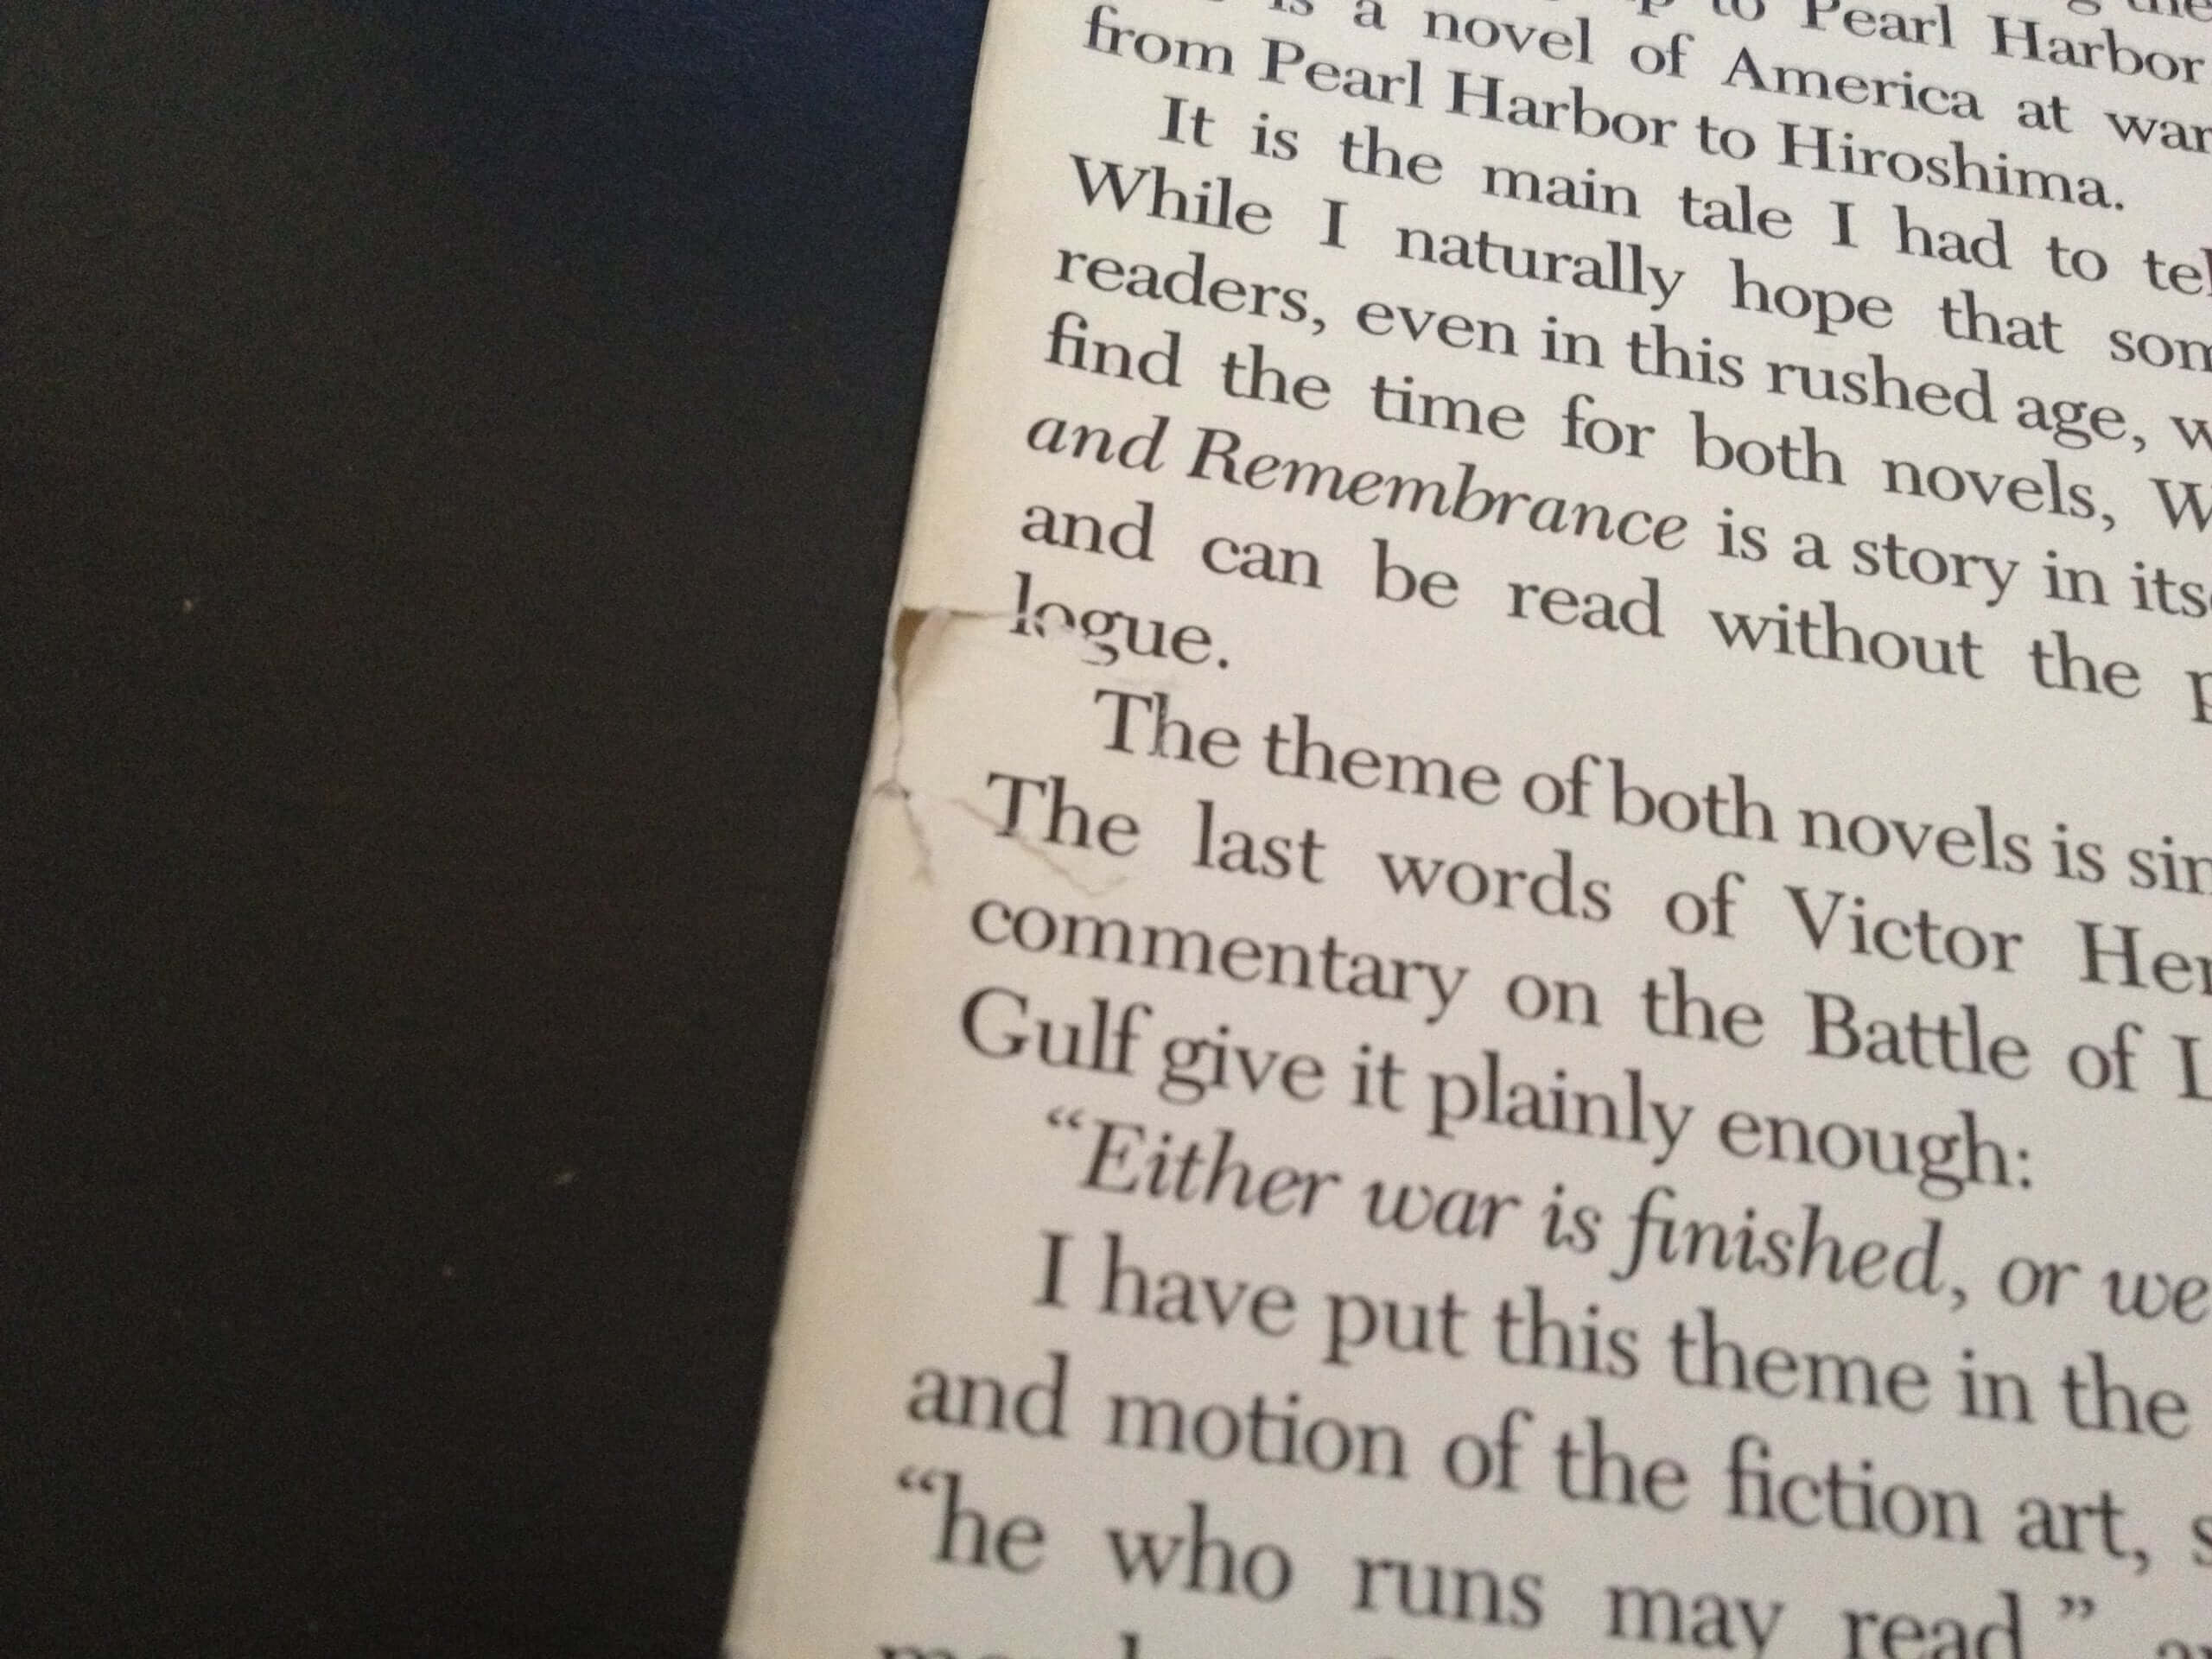 to Pearl Harbor
is a novel of America at war
from Pearl Harbor to Hiroshima.
It is the main tale I had to
While I naturally hope that
readers, even in this rushed age,
find the time for both novels,
and Remembrance is a story in
and can be read without the
logue.
The theme of both novels is
The last words of Victor
commentary on the Battle of
Gulf give it plainly enough:
“Either war is finished, or we
I have put this theme in the
and motion of the fiction art,
“he who runs may read”